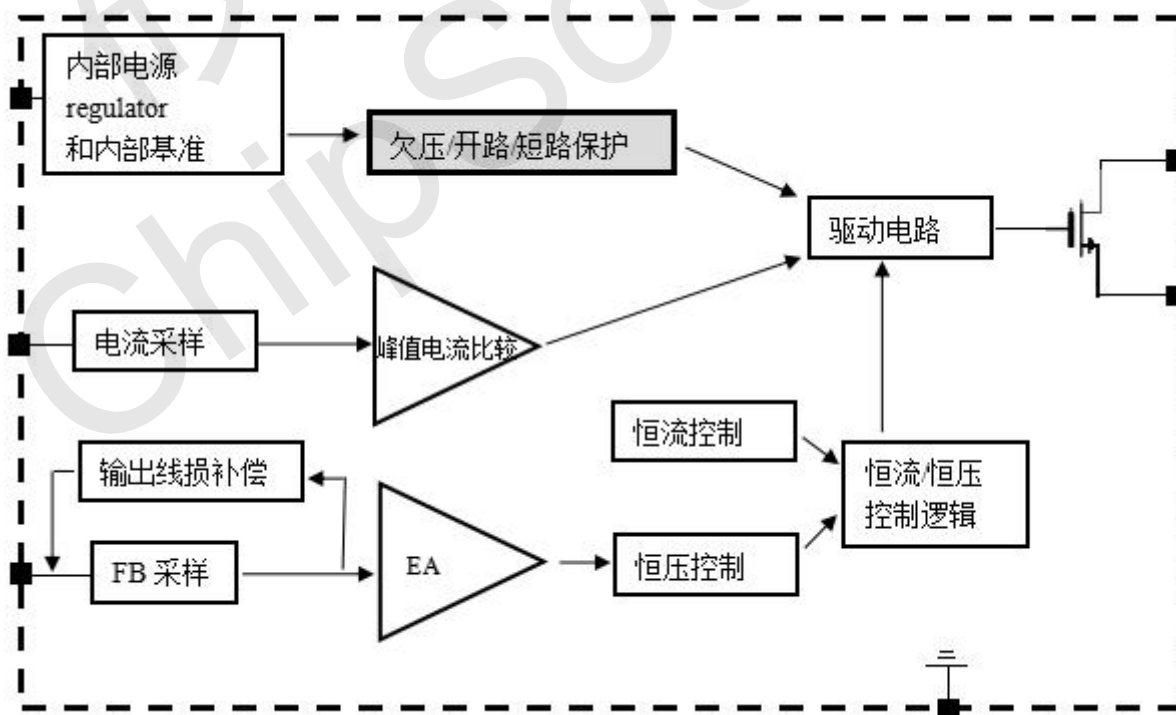 内部电源
regulator
和内部基准
欠压/开路/短路保护
驱动电路
电流采样
峰值电流比较
恒流控制
输出线损补偿
恒流/恒压
控制逻辑
FB 采样
EA
恒压控制